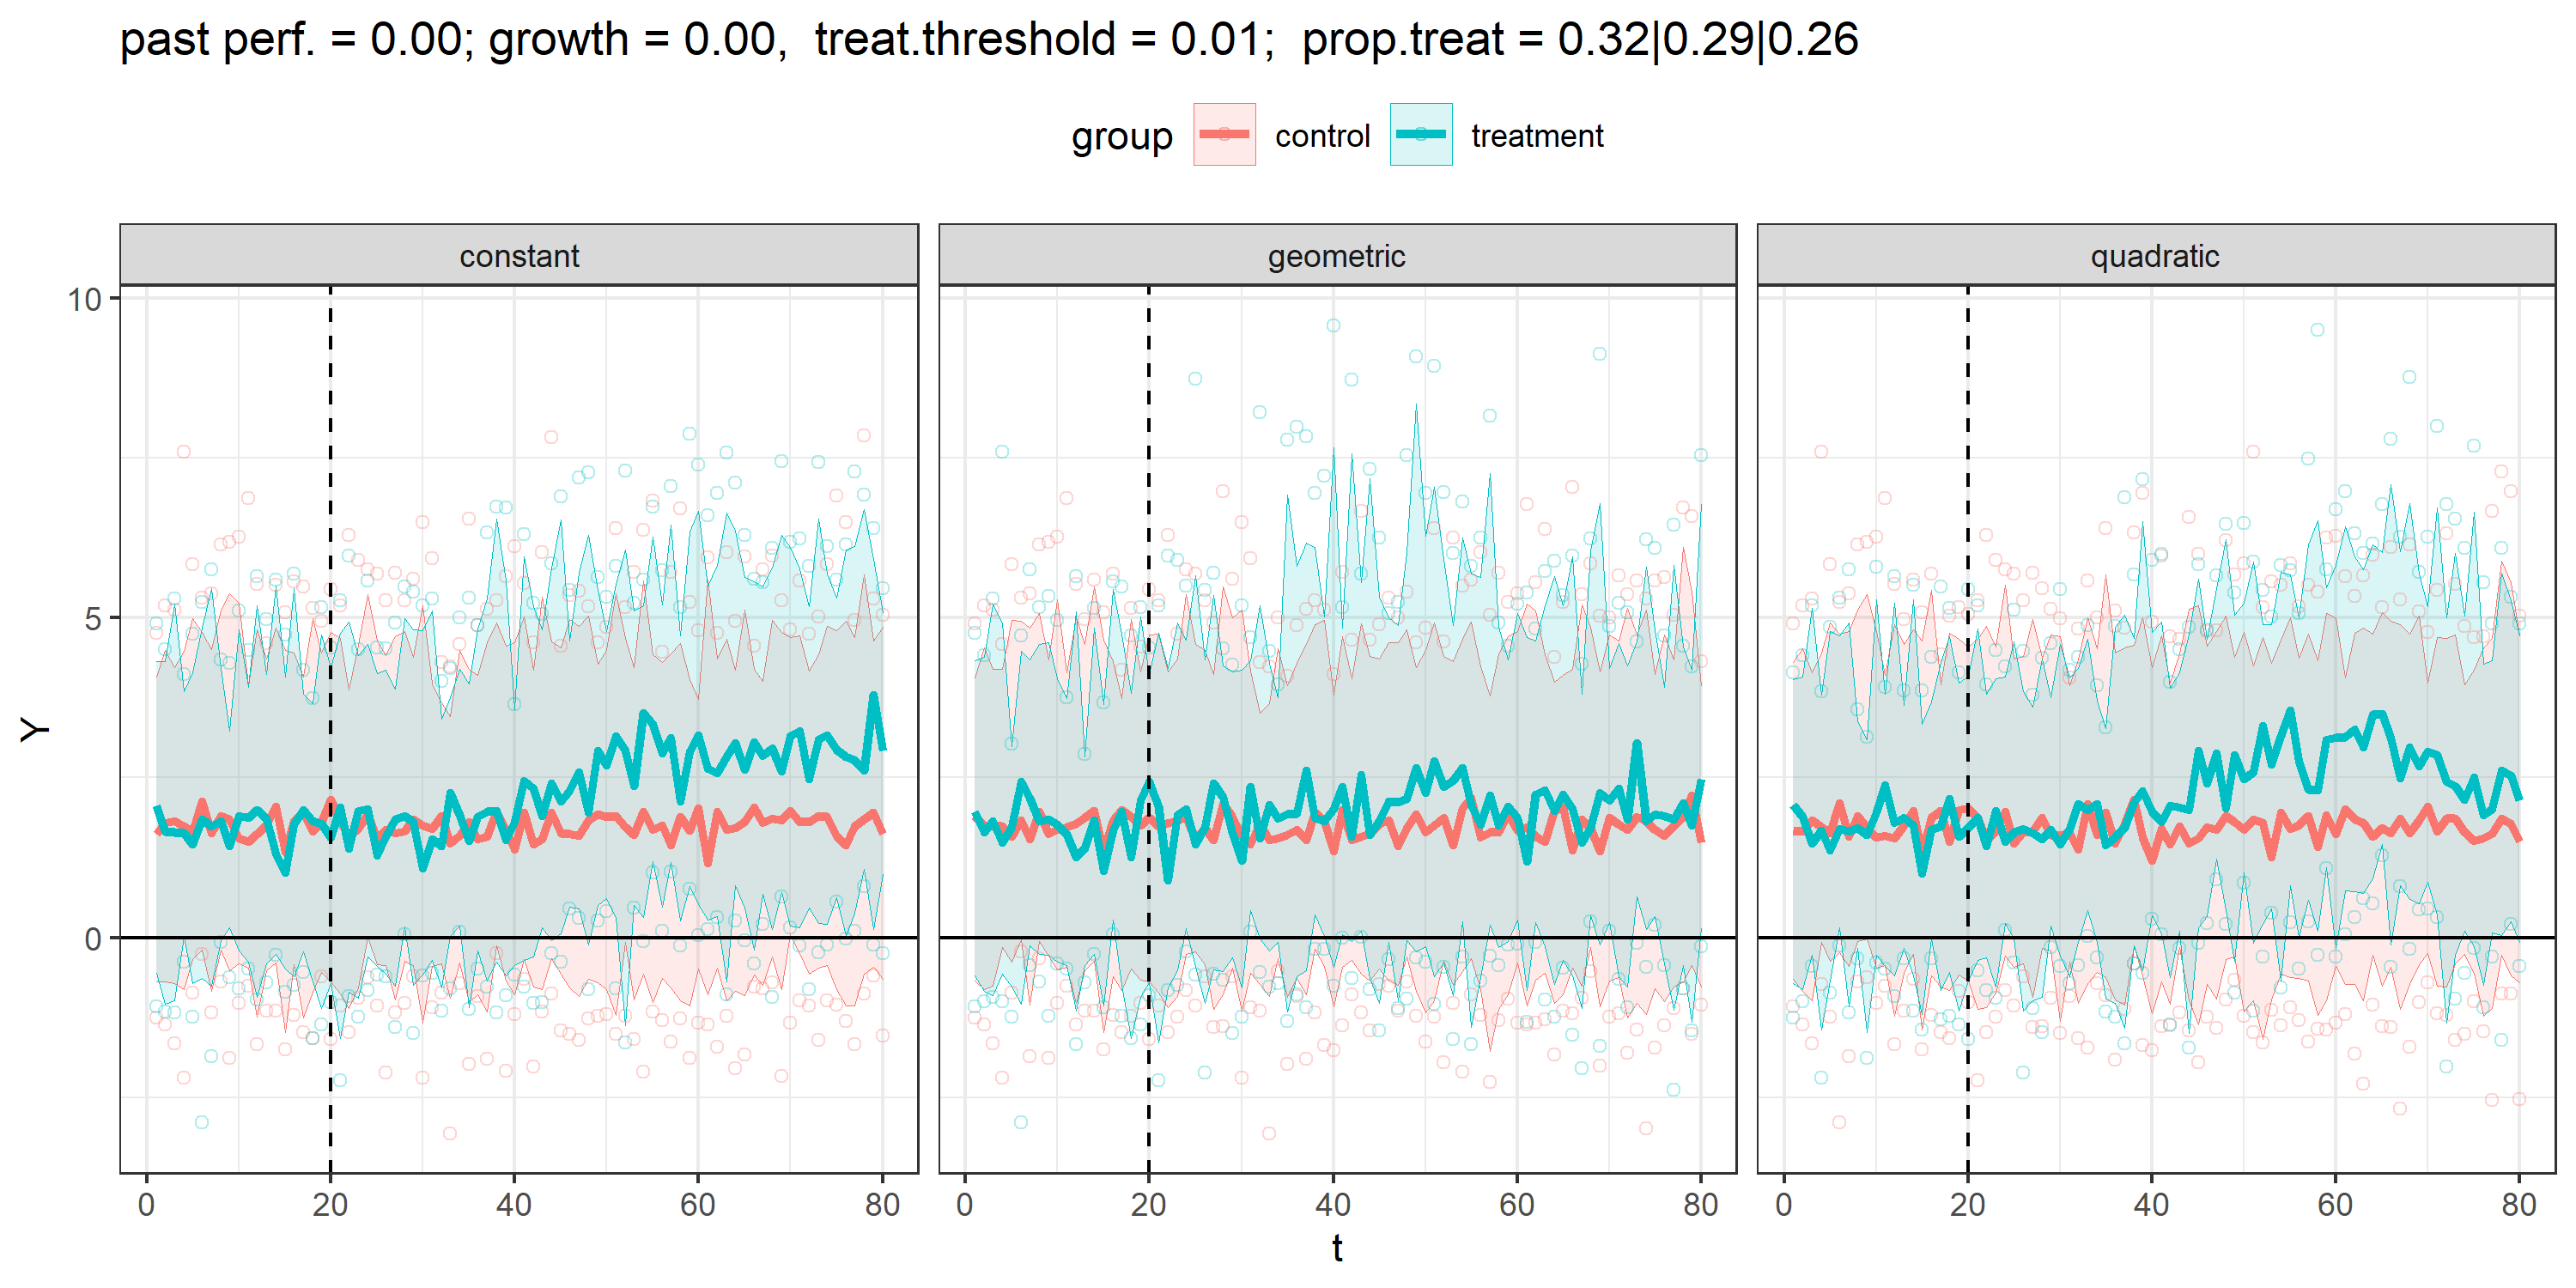 past perf. = 0.00; growth = 0.00,  treat.threshold = 0.01;  prop.treat = 0.32|0.29|0.26
group control treatment
constant geometric quadratic
10
5
0
Y
0 20 40 60 80 0 20 40 60 80 0 20 40 60 80
t